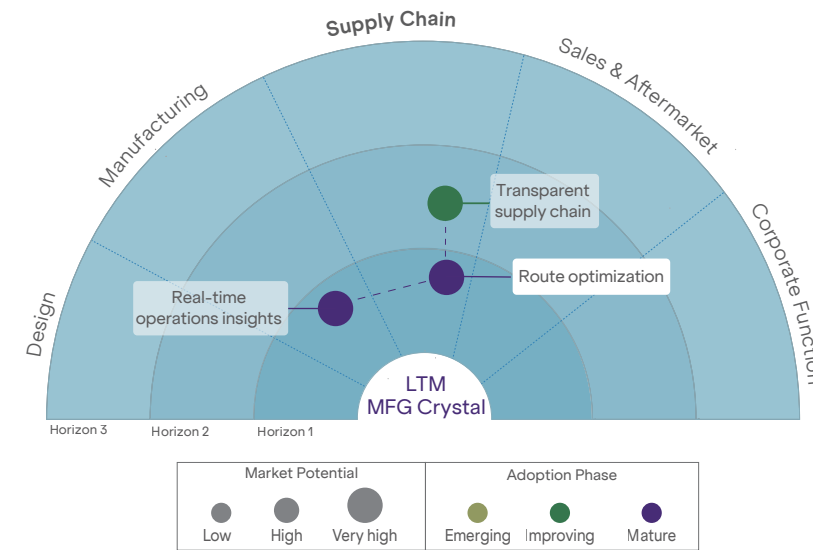 Supply Chain
Manufacturing
Sales & Aftermarket
Design
Corporate Function
Transparent
supply chain
Route optimization
Real-time
operations insights
LTM
MFG Crystal
Horizon 3
Horizon 2
Horizon 1
Market Potential
Low
High
Very high
Adoption Phase
Emerging
Improving
Mature